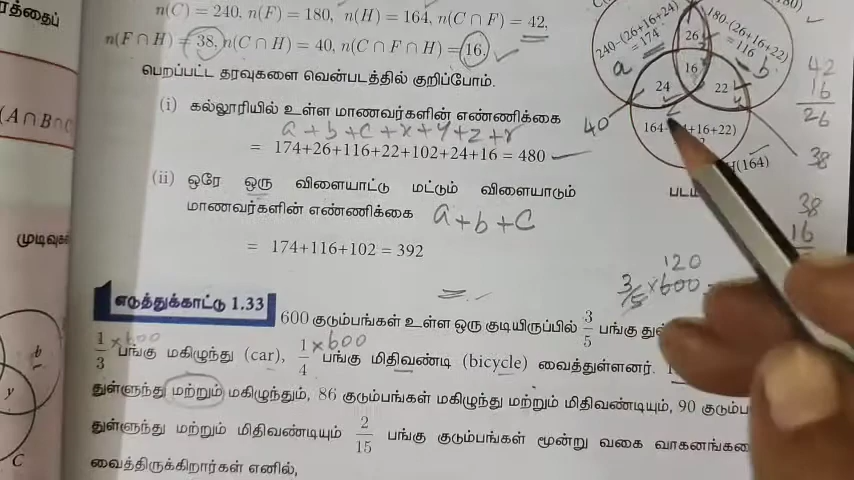 n(C) = 240, n(F) = 180, n(H) = 164, n(C ∩ F) = 42,
n(F ∩ H) = 38, n(C ∩ H) = 40, n(C ∩ F ∩ H) = 16,
பெறப்பட்ட தரவுகளை வென்படத்தில் குறிப்போம்.
(i) கல்லூரியில் உள்ள மாணவர்களின் எண்ணிக்கை
a+b+c+x+y+z+r
= 174+26+116+22+102+24+16 = 480
(ii) ஒரே ஒரு விளையாட்டு மட்டும் விளையாடும்
மாணவர்களின் எண்ணிக்கை a+b+c
= 174+116+102 = 392
240-(26+16+24)
=174
180-(26+16+22)
=116
26
16
a
b
24
22
40
38
42
16
26
38
16
(164)
(A∩B∩C
b
y
C
120
3/5 ×600
எடுத்துக்காட்டு 1.33
600 குடும்பங்கள் உள்ள ஒரு குடியிருப்பில் 3/5 பங்கு
1/3 ×600 பங்கு மகிழுந்து (car), 1/4 ×600 பங்கு மிதிவண்டி (bicycle) வைத்துள்ளனர்.
துள்ளுந்து மற்றும் மகிழுந்தும், 86 குடும்பங்கள் மகிழுந்து மற்றும் மிதிவண்டியும், 90
துள்ளுந்து மற்றும் மிதிவண்டியும் 2/15 பங்கு குடும்பங்கள் மூன்று வகை
வைத்திருக்கிறார்கள் எனில்,